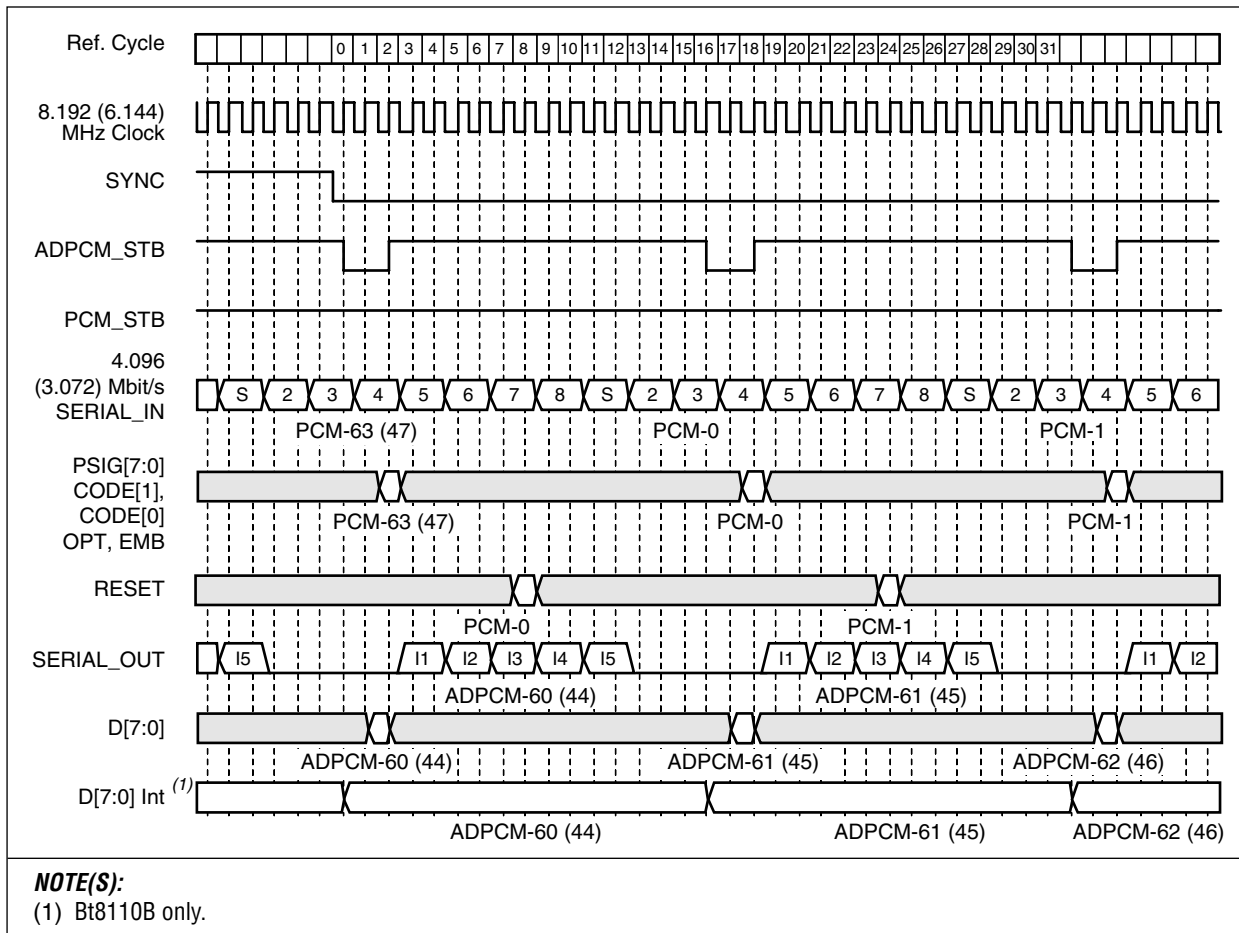 Ref. Cycle 0 1 2 3 4 5 6 7 8 9 10 11 12 13 14 15 16 17 18 19 20 21 22 23 24 25 26 27 28 29 30 31
8.192 (6.144)
MHz Clock
SYNC
ADPCM_STB
PCM_STB
4.096
(3.072) Mbit/s
SERIAL_IN
S 2 3 4 5 6 7 8 S 2 3 4 5 6 7 8 S 2 3 4 5 6
PCM-63 (47) PCM-0 PCM-1
PSIG[7:0]
CODE[1],
CODE[0]
OPT, EMB
PCM-63 (47) PCM-0 PCM-1
RESET
PCM-0 PCM-1
SERIAL_OUT I5 I1 I2 I3 I4 I5 I1 I2 I3 I4 I5 I1 I2
ADPCM-60 (44) ADPCM-61 (45)
D[7:0]
ADPCM-60 (44) ADPCM-61 (45) ADPCM-62 (46)
D[7:0] Int (1)
ADPCM-60 (44) ADPCM-61 (45) ADPCM-62 (46)
NOTE(S):
(1) Bt8110B only.